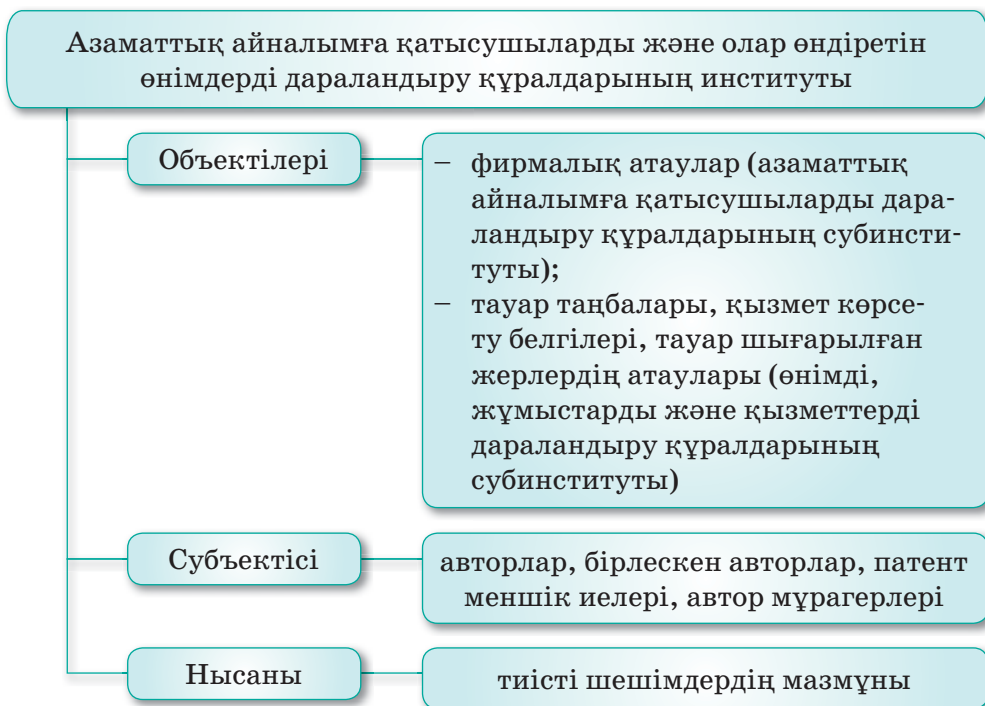 Азаматтық айналымға қатысушыларды және олар өндіретін
өнімдерді дараландыру құралдарының институты
Объектілері
– фирмалық атаулар (азаматтық
айналымға қатысушыларды дара-
ландыру құралдарының субинсти-
туты);
– тауар таңбалары, қызмет көрсе-
ту белгілері, тауар шығарылған
жерлердің атаулары (өнімді,
жұмыстарды және қызметтерді
дараландыру құралдарының
субинституты)
Субъектісі
авторлар, бірлескен авторлар, патент
меншік иелері, автор мұрагерлері
Нысаны
тиісті шешімдердің мазмұны